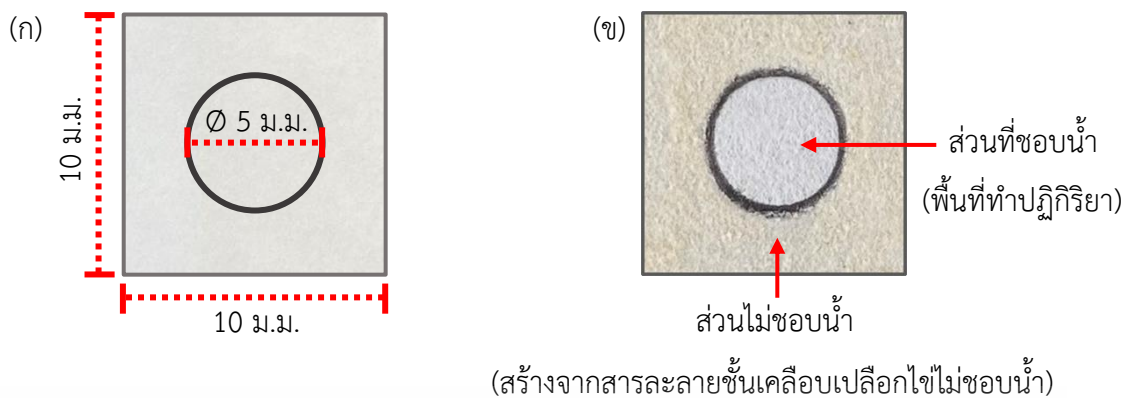 (ก)
Ø 5 ม.ม.
10 ม.ม.
10 ม.ม.
(ข)
ส่วนที่ชอบน้ำ
(พื้นที่ทำปฏิกิริยา)
ส่วนไม่ชอบน้ำ
(สร้างจากสารละลายชั้นเคลือบเปลือกไข่ไม่ชอบน้ำ)